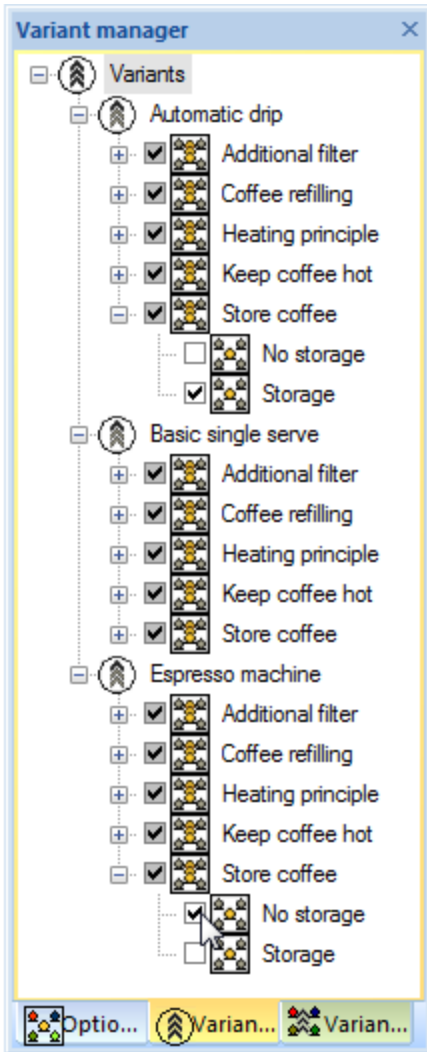 Variant manager
Variants
Automatic drip
Additional filter
Coffee refilling
Heating principle
Keep coffee hot
Store coffee
No storage
Storage
Basic single serve
Additional filter
Coffee refilling
Heating principle
Keep coffee hot
Store coffee
Espresso machine
Additional filter
Coffee refilling
Heating principle
Keep coffee hot
Store coffee
No storage
Storage
Optio... Varian... Varian...